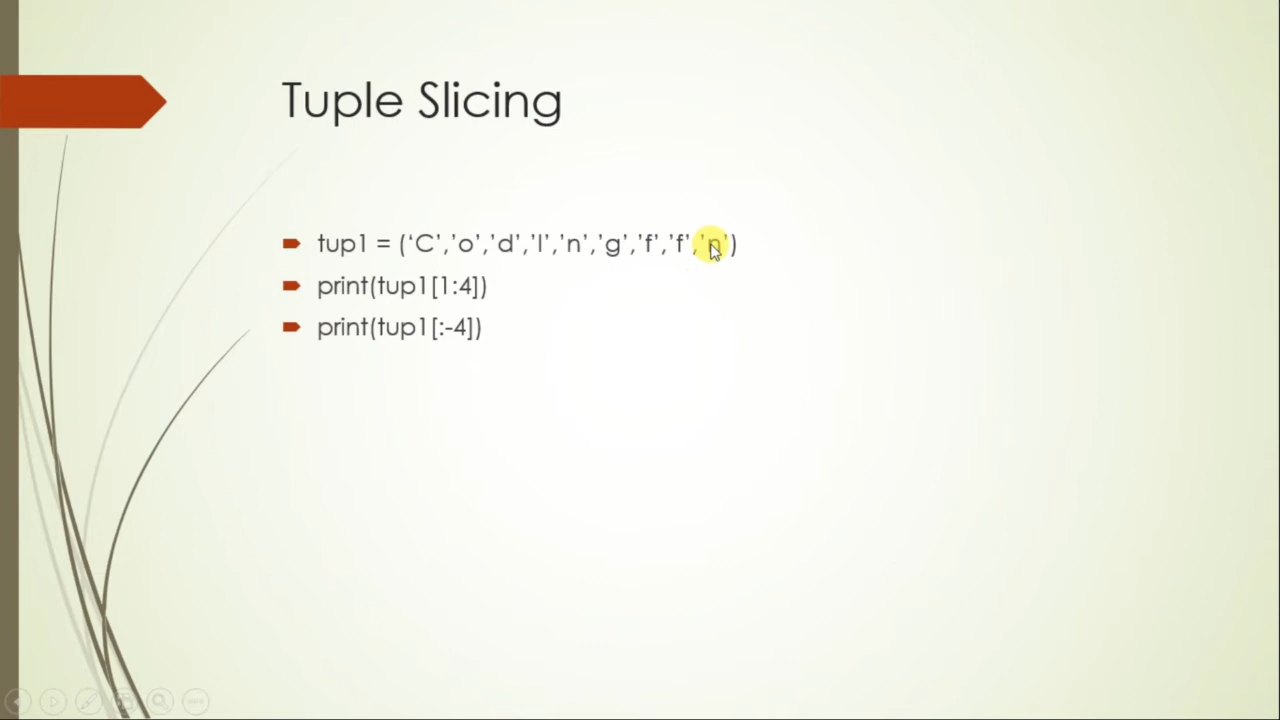 Tuple Slicing
tup1 = (‘C’,’o’,’d’,’I’,’n’,’g’,’f’,’f’,’n’)
print(tup1[1:4])
print(tup1[:-4])